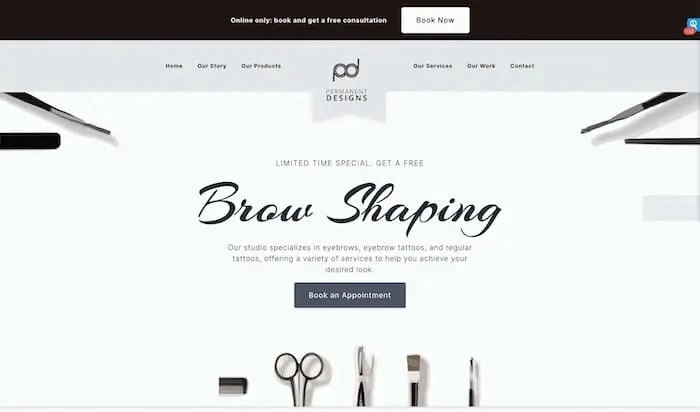 Online only: book and get a free consultation
Book Now
Home Our Story Our Products
pd
PERMANENT
DESIGNS
Our Services Our Work Contact
LIMITED TIME SPECIAL: GET A FREE
Brow Shaping
Our studio specializes in eyebrows, eyebrow tattoos, and regular
tattoos, offering a variety of services to help you achieve your
desired look.
Book an Appointment